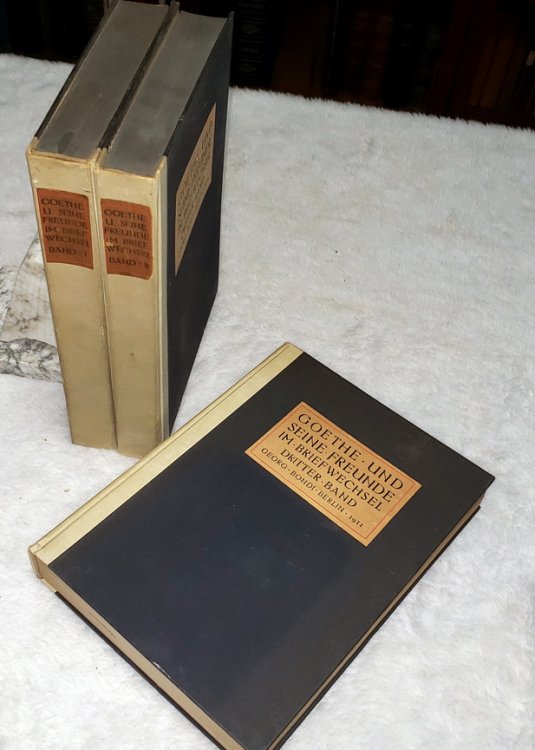 GOETHE
U. SEINE
FREUNDE
IM BRIEF
WECHSEL
BAND: I
GOETHE
U. SEINE
FREUNDE
IM BRIEF
WECHSEL
BAND: II
GOETHE · UND
SEINE · FREUNDE
IM BRIEFWECHSEL
DRITTER BAND
GEORG · BONDI · BERLIN · 1911